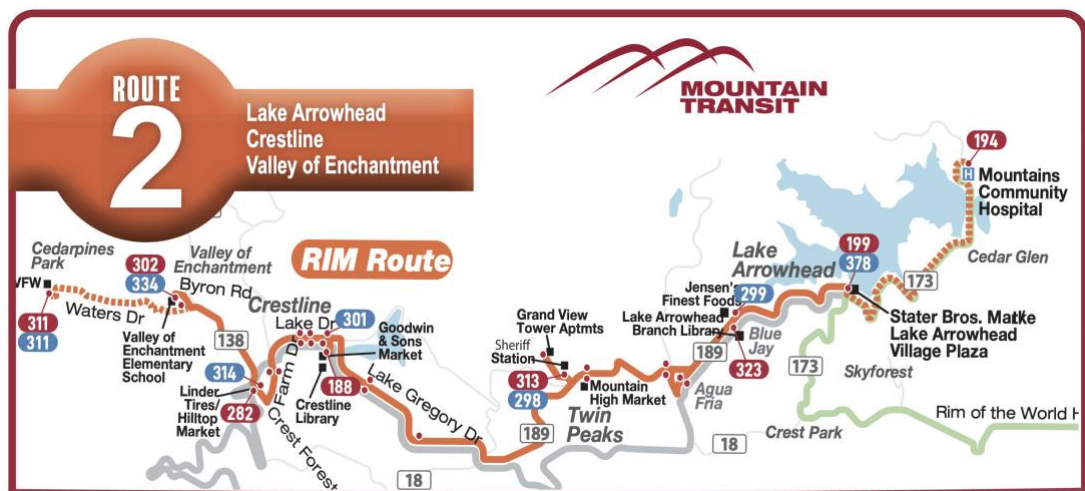 ROUTE
2
Lake Arrowhead
Crestline
Valley of Enchantment
MOUNTAIN
TRANSIT
RIM Route
194
H
Mountains
Community
Hospital
Cedar Glen
173
199
378
Lake
Arrowhead
Stater Bros. Market
Lake Arrowhead
Village Plaza
Jensen's
Finest Foods
299
Lake Arrowhead
Branch Library
Blue
Jay
323
189
173
Skyforest
Rim of the World H
Crest Park
18
Agua
Fria
Grand View
Tower Aptmts
Sheriff
Station
313
298
Mountain
High Market
Twin
Peaks
189
Cedarpines
Park
VFW
311
311
Waters Dr
302
334
Valley of
Enchantment
Byron Rd
Valley of
Enchantment
Elementary
School
138
314
Linder
Tires/
Hilltop
Market
282
Crestline
Lake Dr
301
Goodwin
& Sons
Market
Farm D
188
Crestline
Library
Crest Forest
Lake Gregory Dr
18